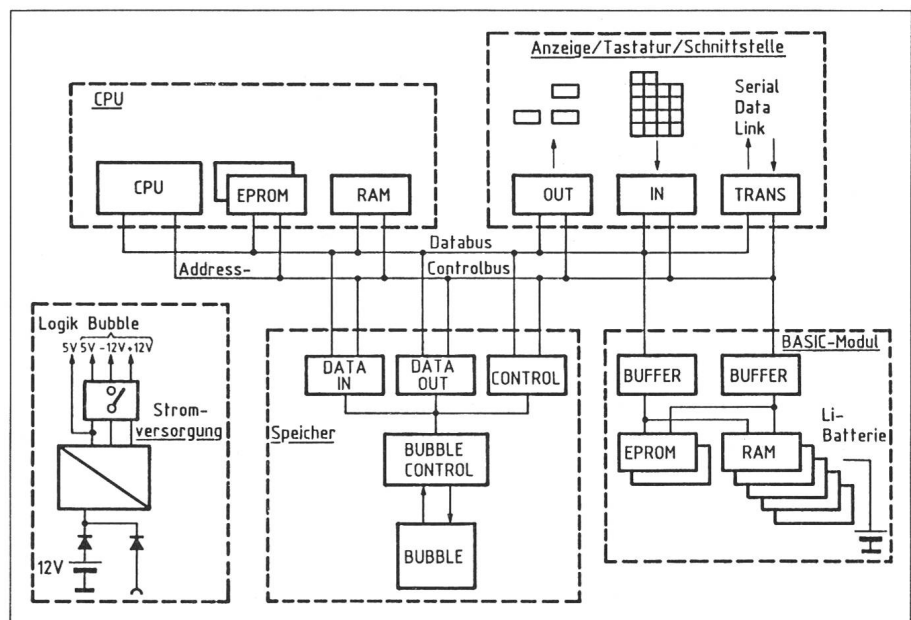 Anzeige/Tastatur/Schnittstelle
Serial
Data
Link
OUT
IN
TRANS
CPU
CPU
EPROM
RAM
Databus
Address-
Controlbus
Logik Bubble
5V 5V -12V +12V
Strom-
versorgung
12V
Speicher
DATA
IN
DATA
OUT
CONTROL
BUBBLE
CONTROL
BUBBLE
BASIC-Modul
BUFFER
BUFFER
EPROM
RAM
Li-
Batterie